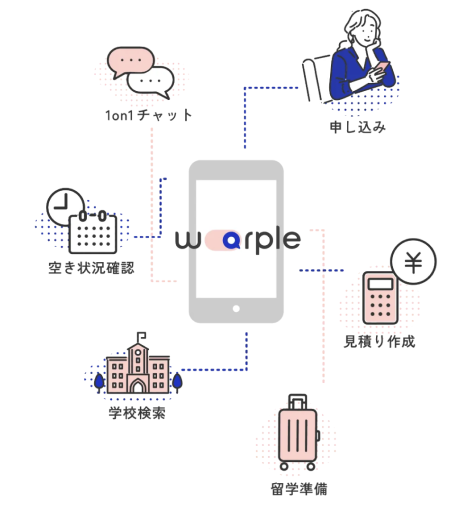 1on1チャット
申し込み
空き状況確認
warple
¥
見積り作成
学校検索
留学準備